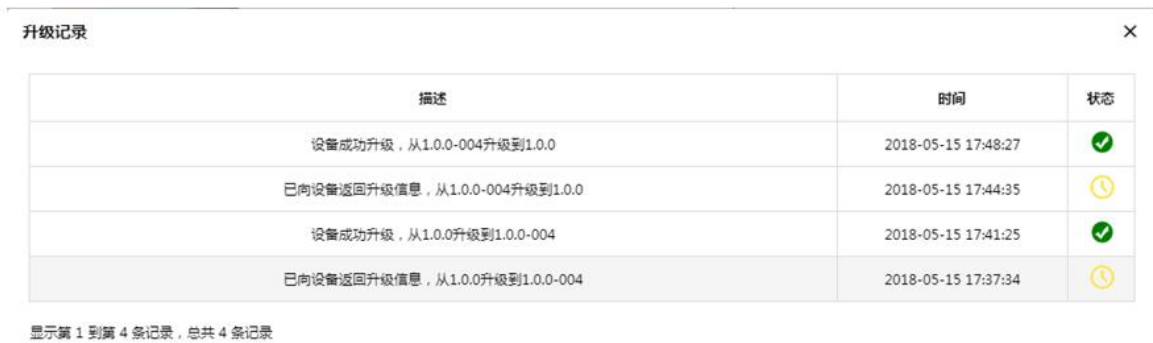 升级记录
描述 时间 状态
设备成功升级，从1.0.0-004升级到1.0.0 2018-05-15 17:48:27
已向设备返回升级信息，从1.0.0-004升级到1.0.0 2018-05-15 17:44:35
设备成功升级，从1.0.0升级到1.0.0-004 2018-05-15 17:41:25
已向设备返回升级信息，从1.0.0升级到1.0.0-004 2018-05-15 17:37:34
显示第 1 到第 4 条记录，总共 4 条记录